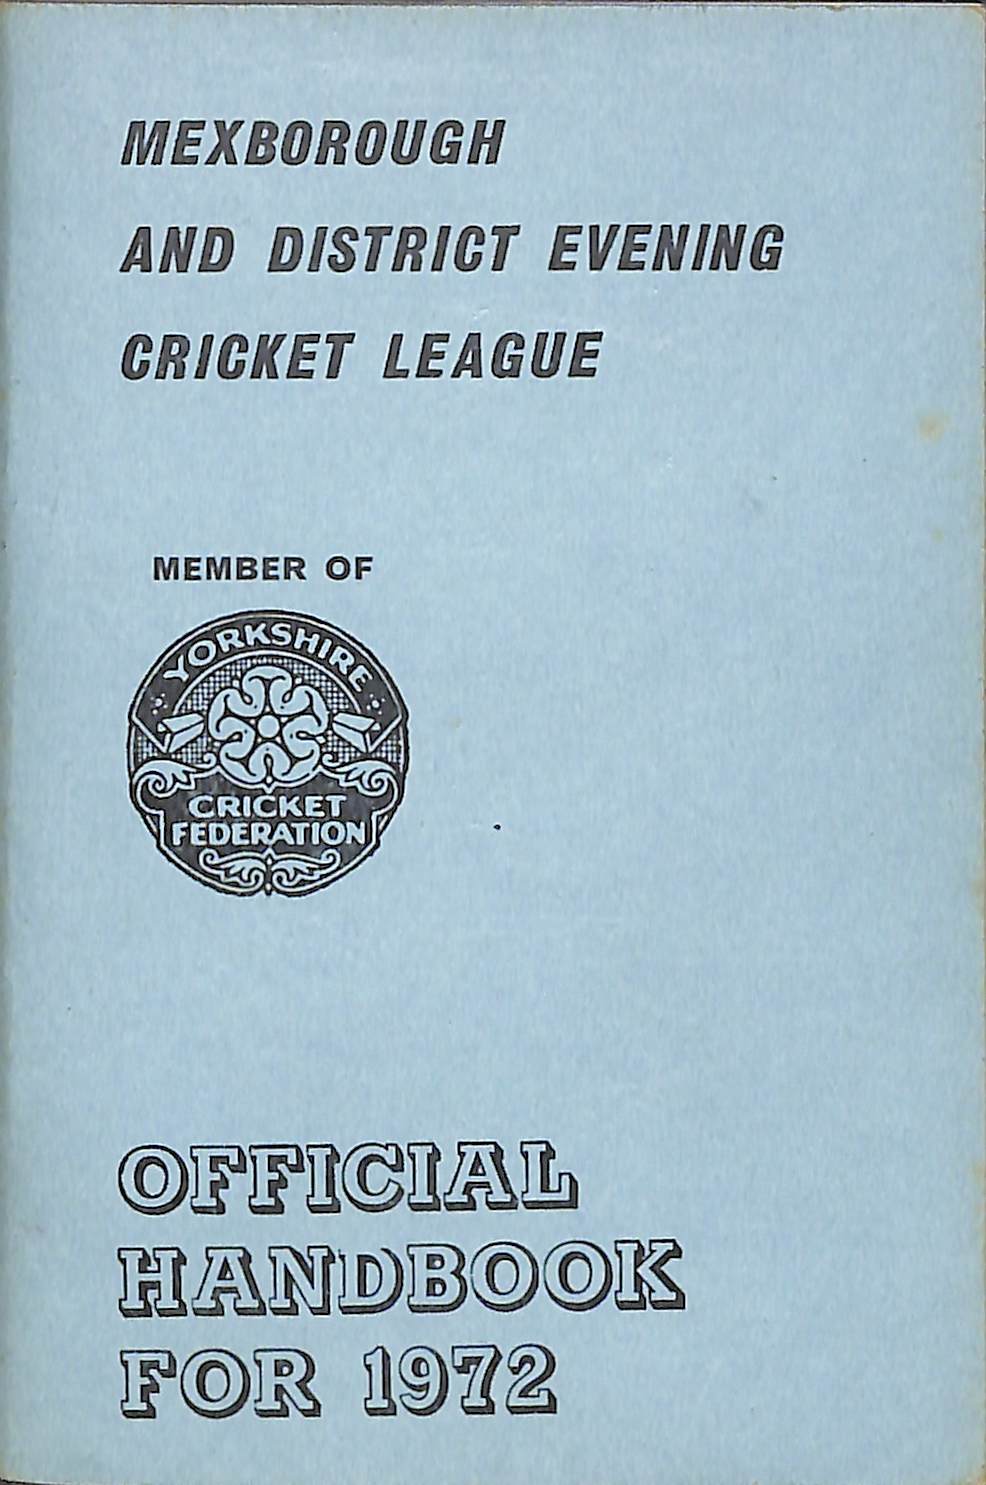 MEXBOROUGH
AND DISTRICT EVENING
CRICKET LEAGUE
MEMBER OF
YORKSHIRE
CRICKET
FEDERATION
OFFICIAL
HANDBOOK
FOR 1972